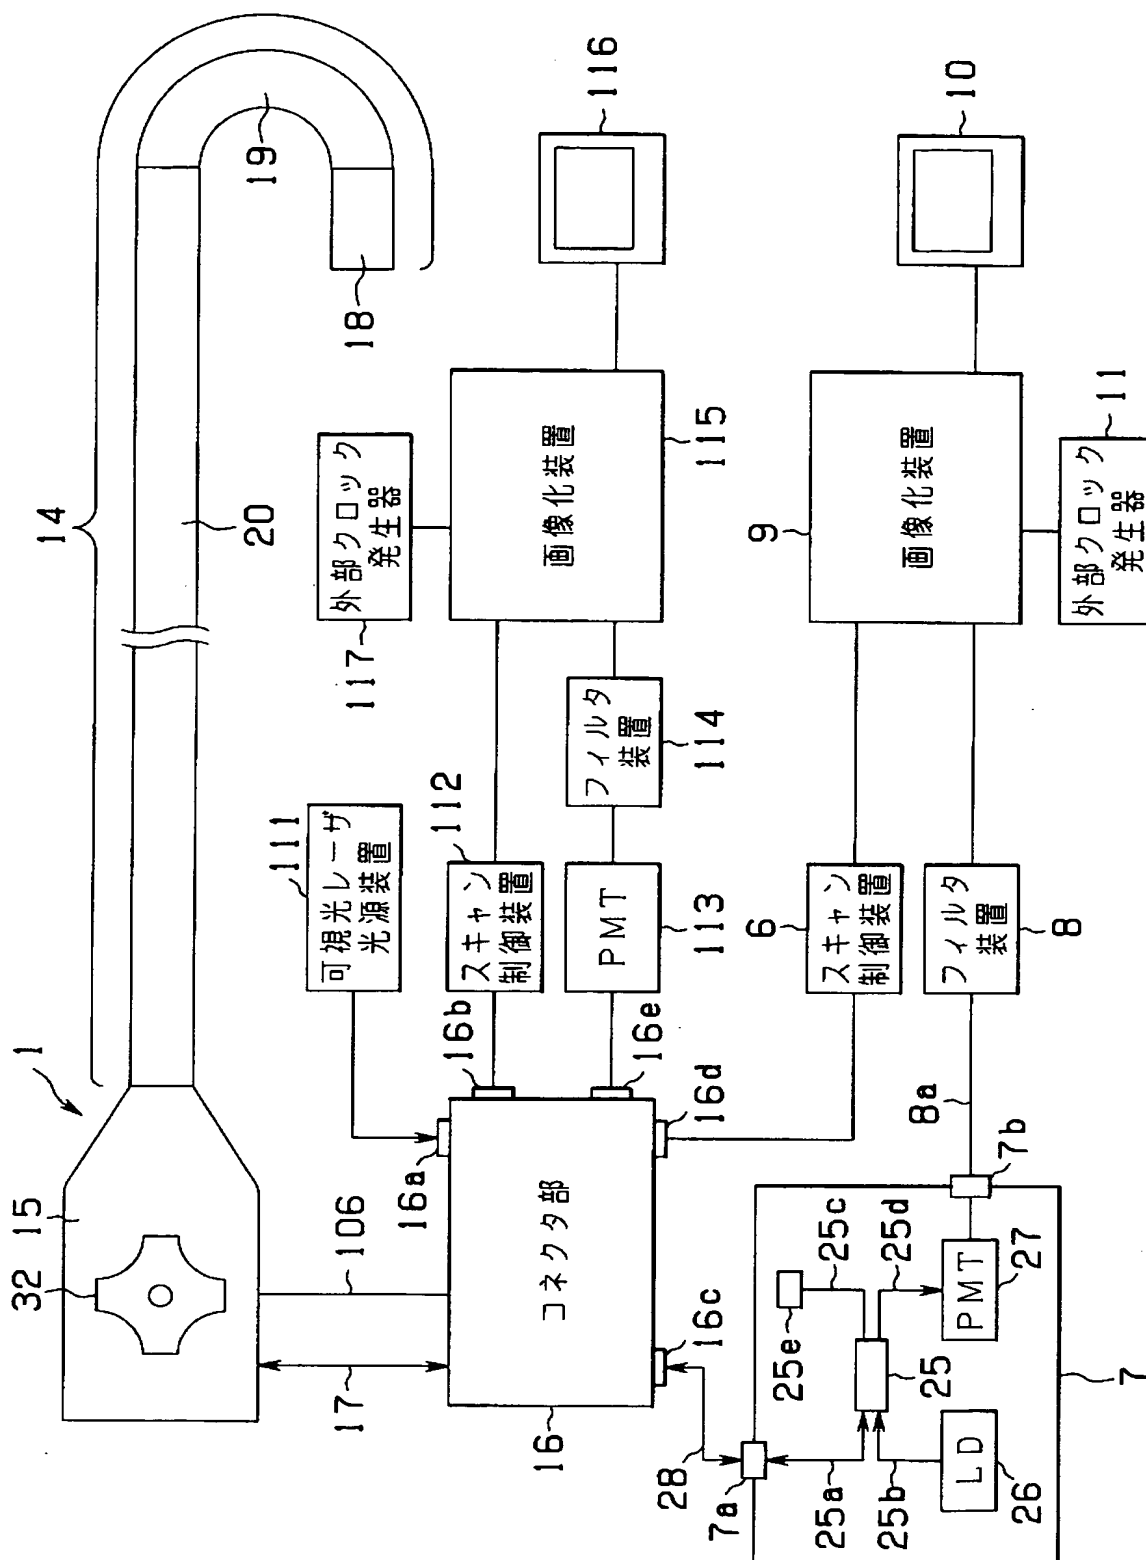 32
15
1
14
20
19
111
17
106
可視光レーザ
光源装置
117
外部クロック
発生器
18
16a
112
16b
スキャン
制御装置
16
コネクタ部
画像化装置
PMT
フィルタ
装置
116
16e
113
114
115
16c
16d
28
7a
6
9
10
25e
25a
25c
スキャン
制御装置
画像化装置
25b
25
25d
8a
7b
フィルタ
装置
LD
PMT
26
27
8
外部クロック
発生器
11
7